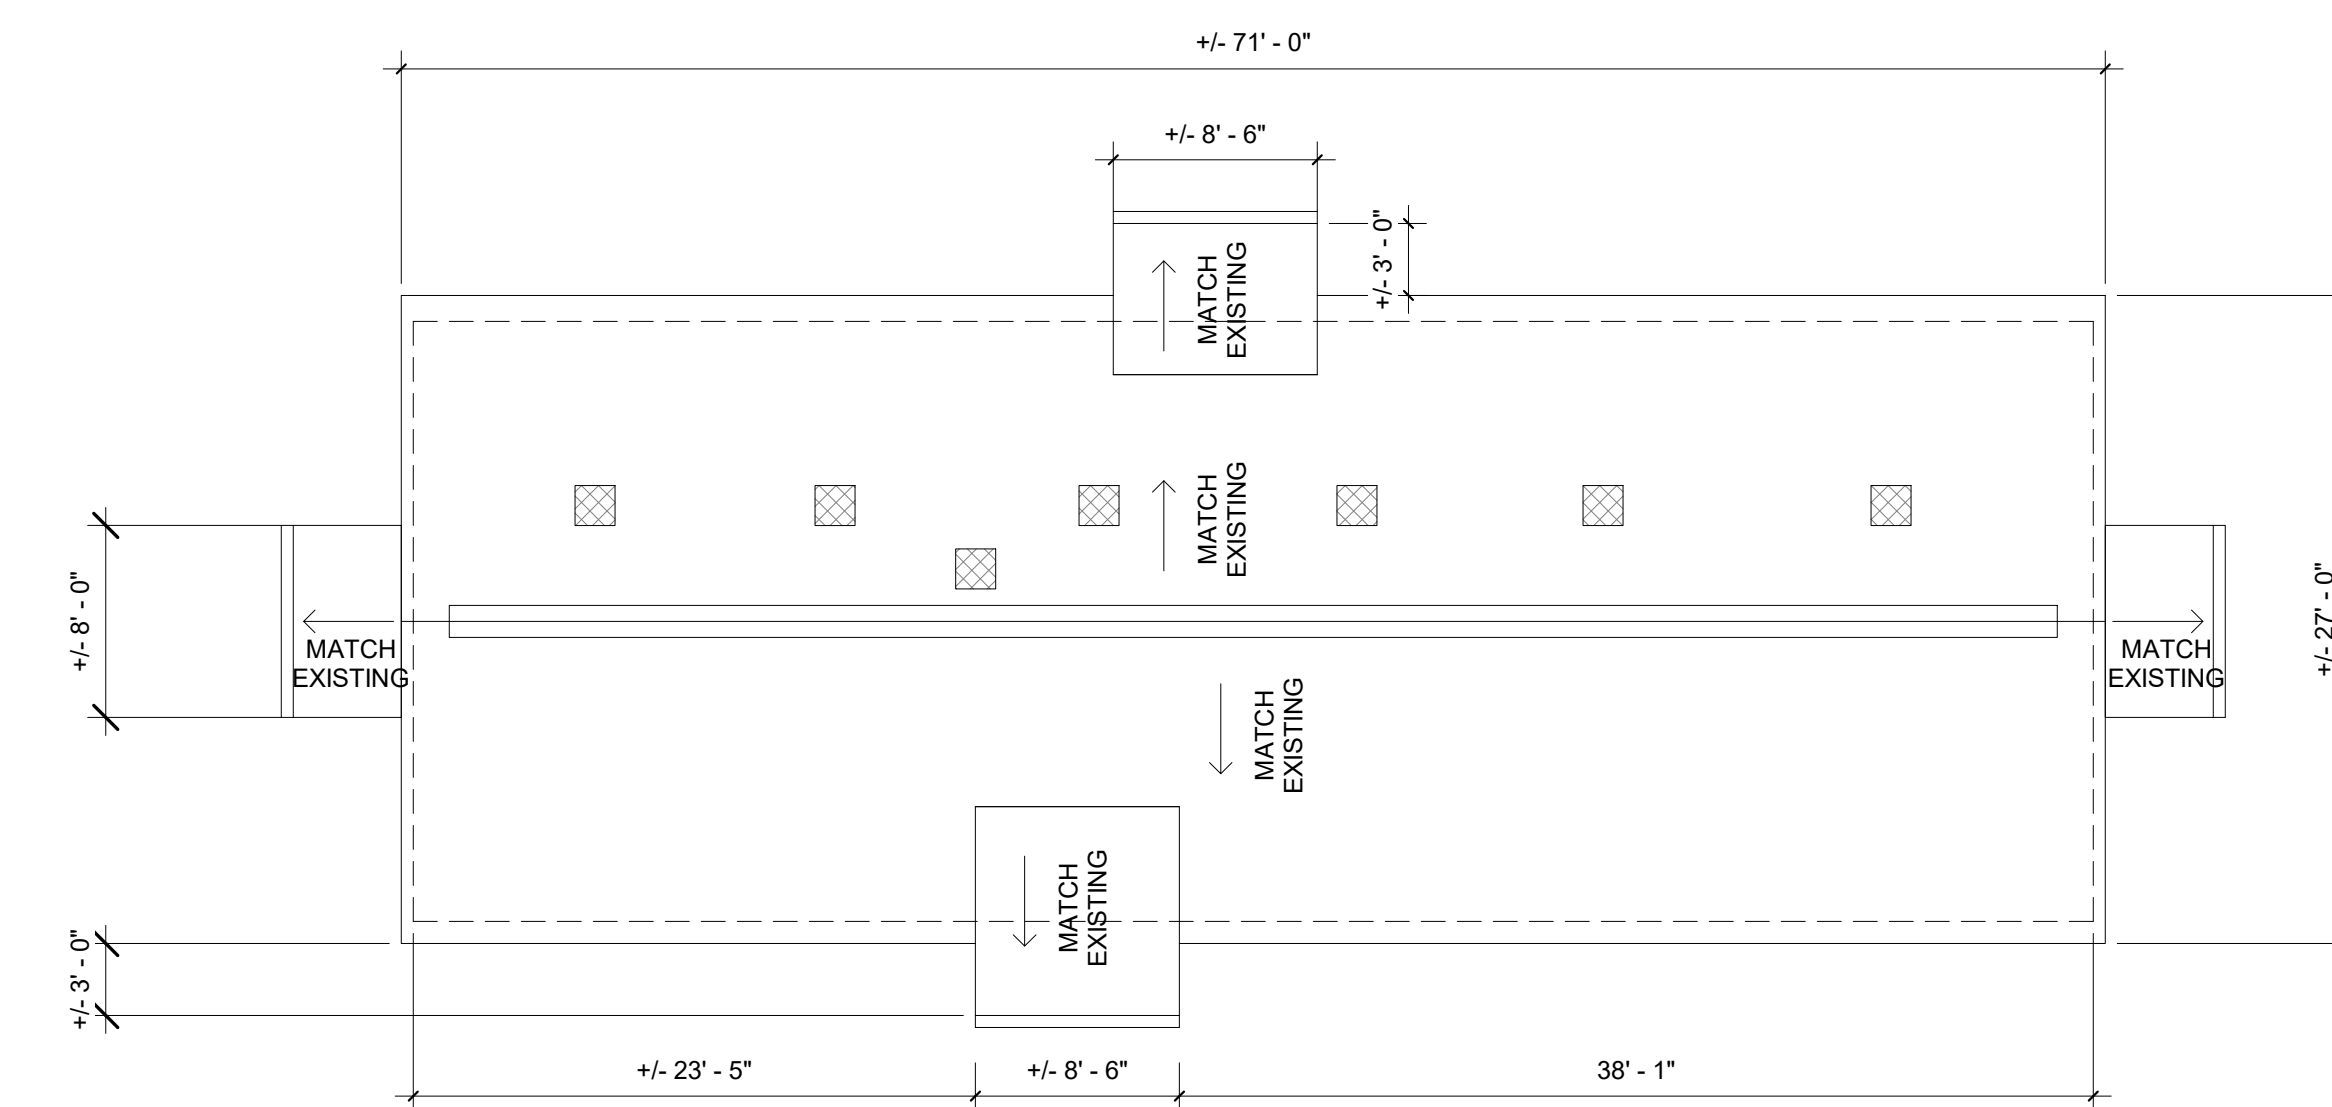 +/- 71' - 0"
+/- 8' - 6"
+/- 3' - 0"
MATCH
EXISTING
MATCH
EXISTING
+/- 8' - 0"
MATCH
EXISTING
MATCH
EXISTING
+/- 27' - 0"
MATCH
EXISTING
MATCH
EXISTING
+/- 3' - 0"
+/- 23' - 5"
+/- 8' - 6"
38' - 1"